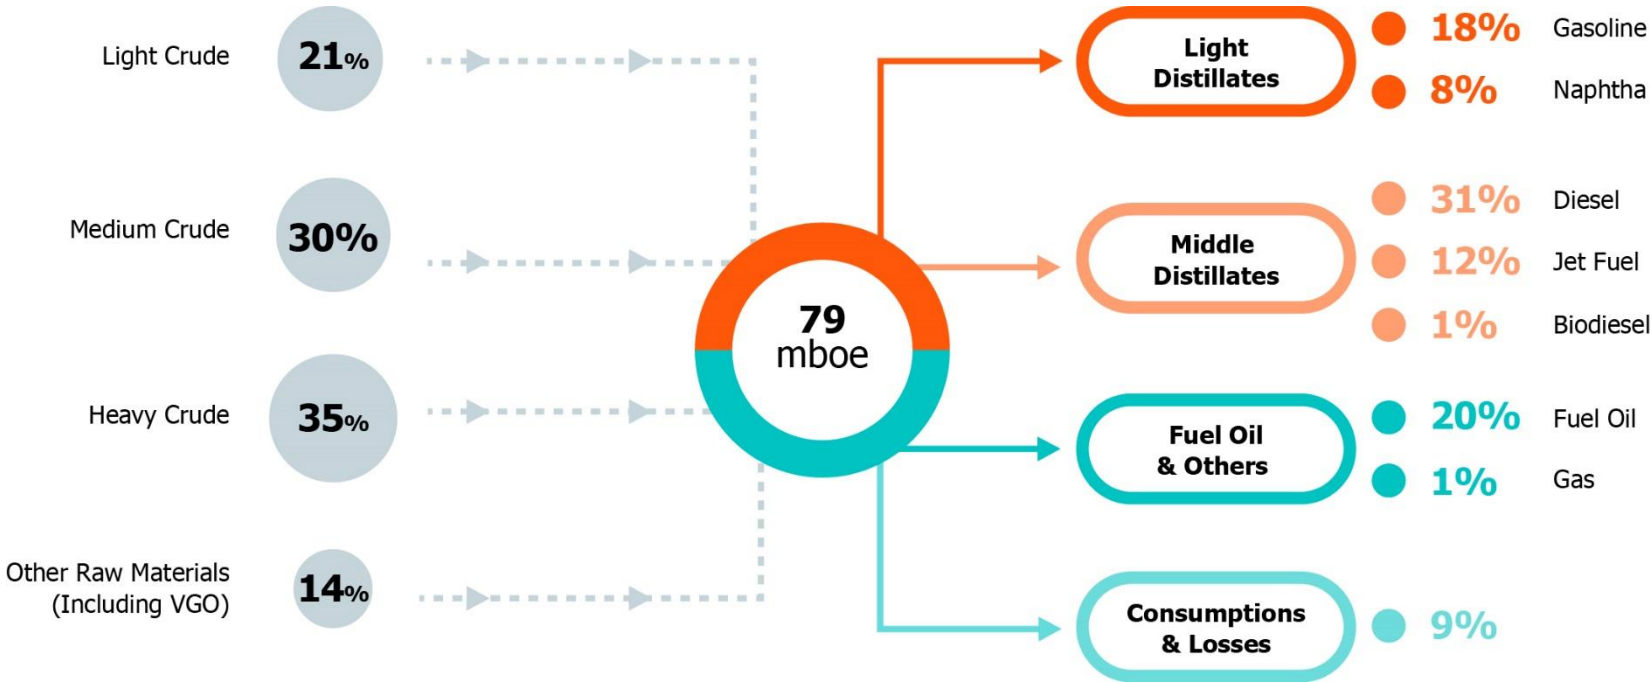 Light Crude
21%
Medium Crude
30%
Heavy Crude
35%
Other Raw Materials
(Including VGO)
14%
79
mboe
Light
Distillates
18% Gasoline
8% Naphtha
Middle
Distillates
31% Diesel
12% Jet Fuel
1% Biodiesel
Fuel Oil
& Others
20% Fuel Oil
1% Gas
Consumptions
& Losses
9%